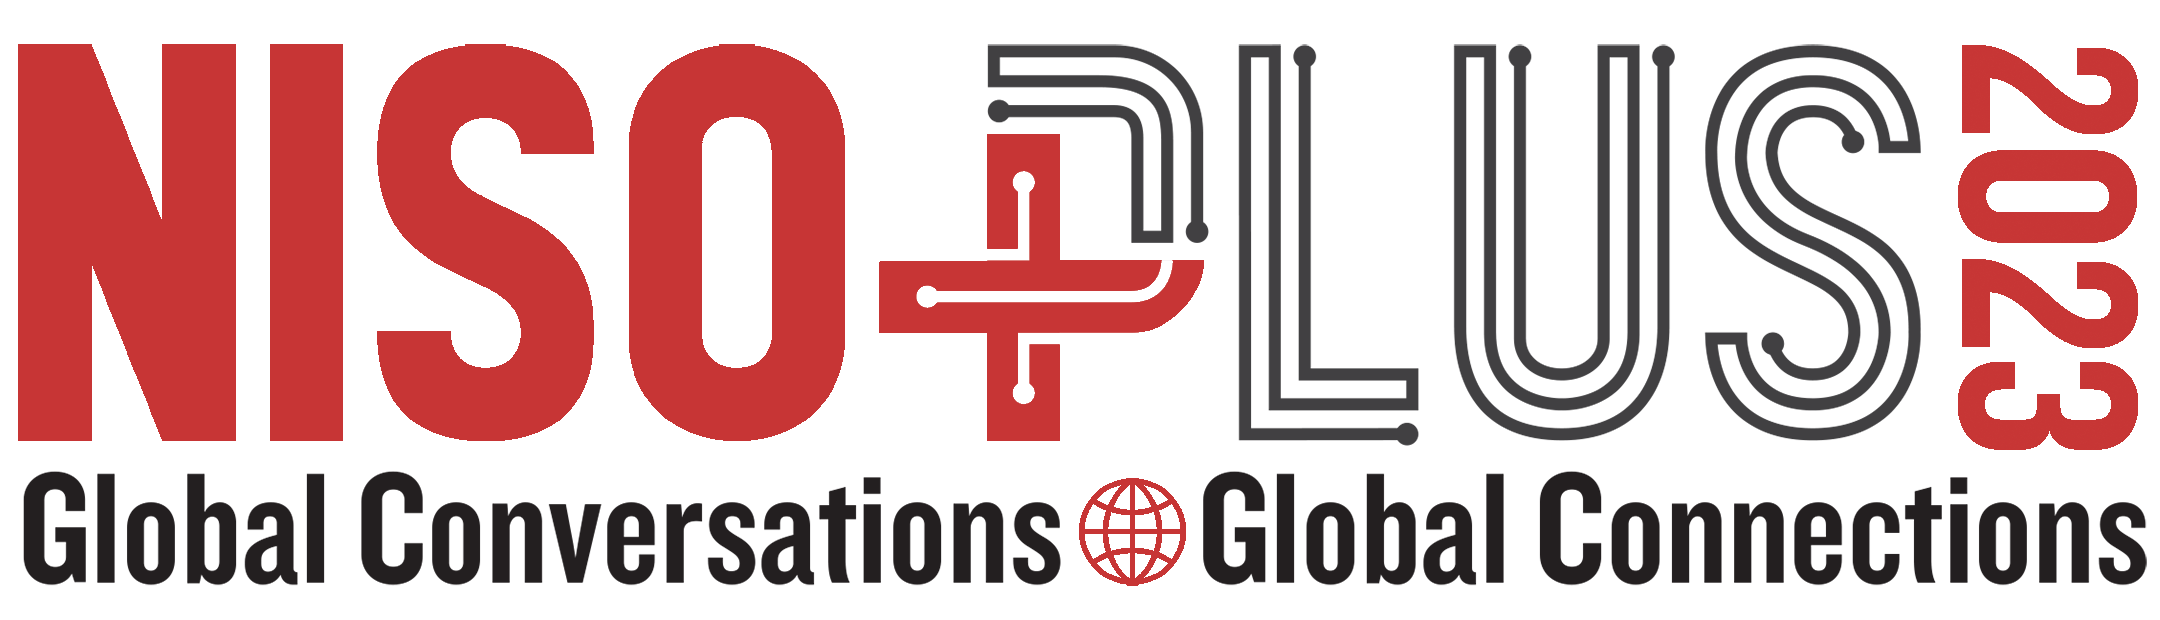 NISO PLUS 2023
Global Conversations Global Connections